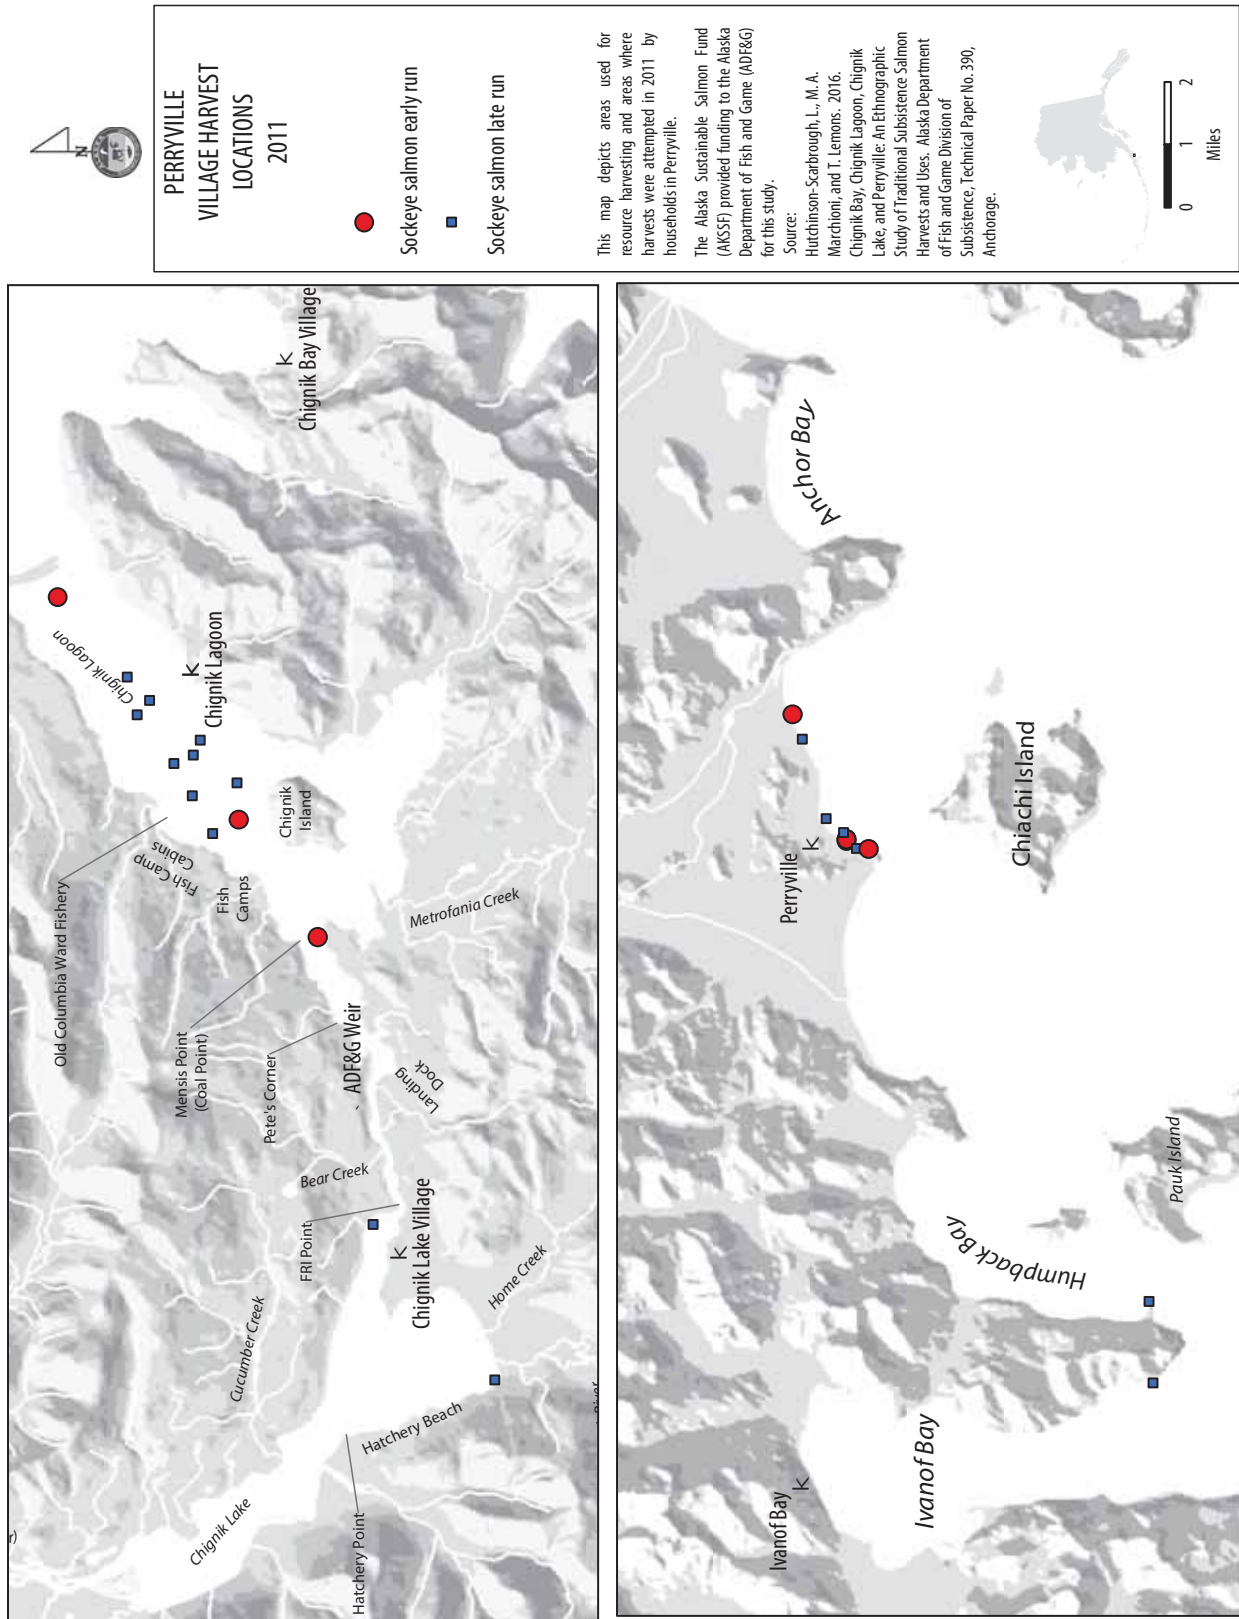 N
PERRYVILLE
VILLAGE HARVEST
LOCATIONS
2011
Sockeye salmon early run
Sockeye salmon late run
This map depicts areas used for
resource harvesting and areas where
harvests were attempted in 2011 by
households in Perryville.
The Alaska Sustainable Salmon Fund
(AKSSF) provided funding to the Alaska
Department of Fish and Game (ADF&G)
for this study.
Source:
Hutchinson-Scarbrough, L., M. A.
Marchioni, and T. Lemons. 2016.
Chignik Bay, Chignik Lagoon, Chignik
Lake, and Perryville: An Ethnographic
Study of Traditional Subsistence Salmon
Harvests and Uses. Alaska Department
of Fish and Game Division of
Subsistence, Technical Paper No. 390,
Anchorage.
0 1 2
Miles
Chignik Bay Village
Chignik Lagoon
Chignik Lagoon
Chignik
Island
Old Columbia Ward Fishery
Fish Camp
Cabins
Fish
Camps
Metrofania Creek
Mensis Point
(Coal Point)
Pete's Corner
ADF&G Weir
Landing
Dock
Bear Creek
FRI Point
Chignik Lake Village
Home Creek
Cucumber Creek
Hatchery Beach
Chignik Lake
Hatchery Point
River
r)
Anchor Bay
Perryville
Chiachi Island
Humpback Bay
Pauk Island
Ivanof Bay
Ivanof Bay